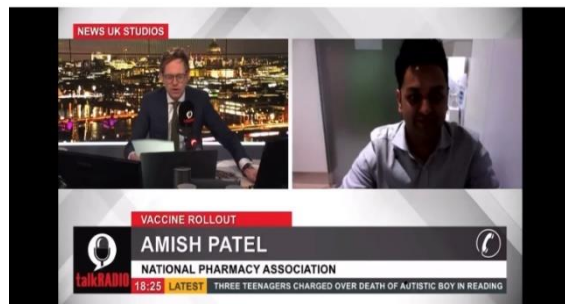 NEWS UK STUDIOS
VACCINE ROLLOUT
AMISH PATEL
NATIONAL PHARMACY ASSOCIATION
talkRADIO
18:25 LATEST THREE TEENAGERS CHARGED OVER DEATH OF AUTISTIC BOY IN READING